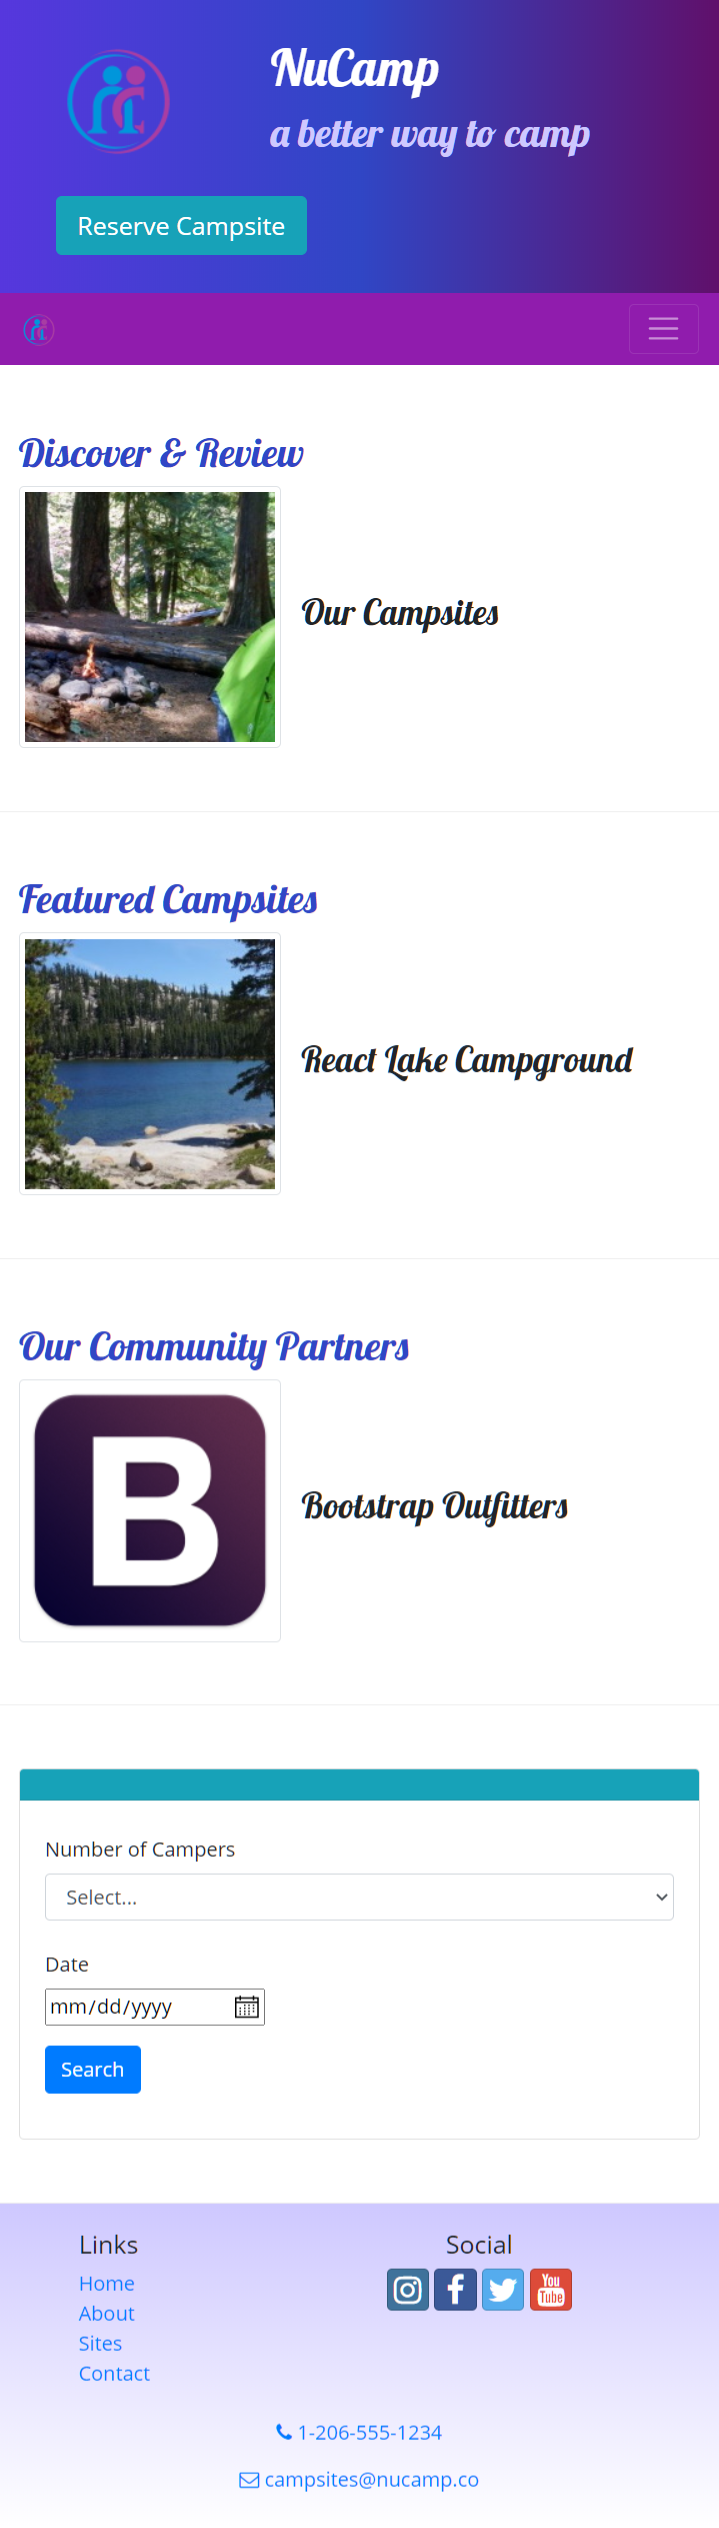 NuCamp
a better way to camp
Reserve Campsite
Discover & Review
Our Campsites
Featured Campsites
React Lake Campground
Our Community Partners
B
Bootstrap Outfitters
Number of Campers
Select...
Date
mm/dd/yyyy
Search
Links
Social
Home
You
Tube
About
Sites
Contact
1-206-555-1234
campsites@nucamp.co